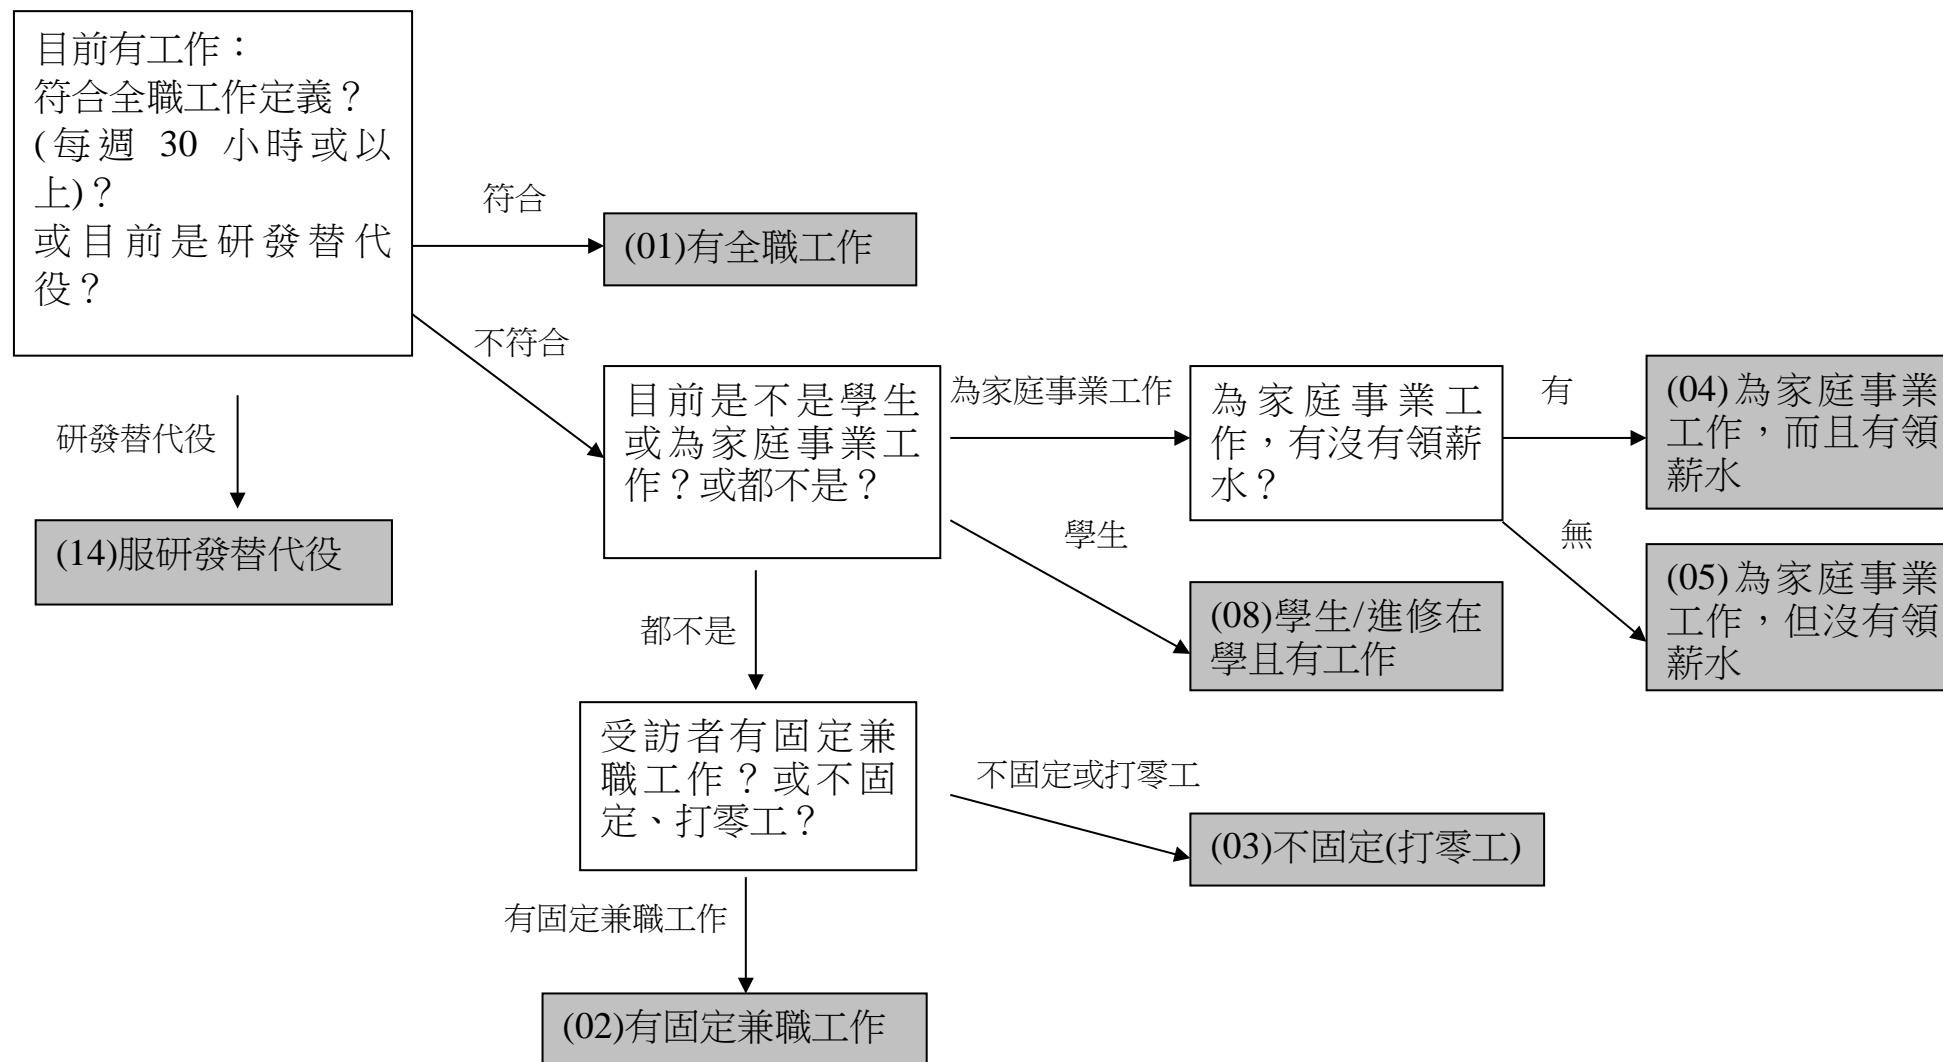 目前有工作：
符合全職工作定義？
(每週 30 小時或以
上)？
或目前是研發替代
役？
符合
(01)有全職工作
不符合
研發替代役
(14)服研發替代役
目前是不是學生
或為家庭事業工
作？或都不是？
為家庭事業工作
為家庭事業工
作，有沒有領薪
水？
有
(04)為家庭事業
工作，而且有領
薪水
無
(05)為家庭事業
工作，但沒有領
薪水
學生
(08)學生/進修在
學且有工作
都不是
受訪者有固定兼
職工作？或不固
定、打零工？
不固定或打零工
(03)不固定(打零工)
有固定兼職工作
(02)有固定兼職工作